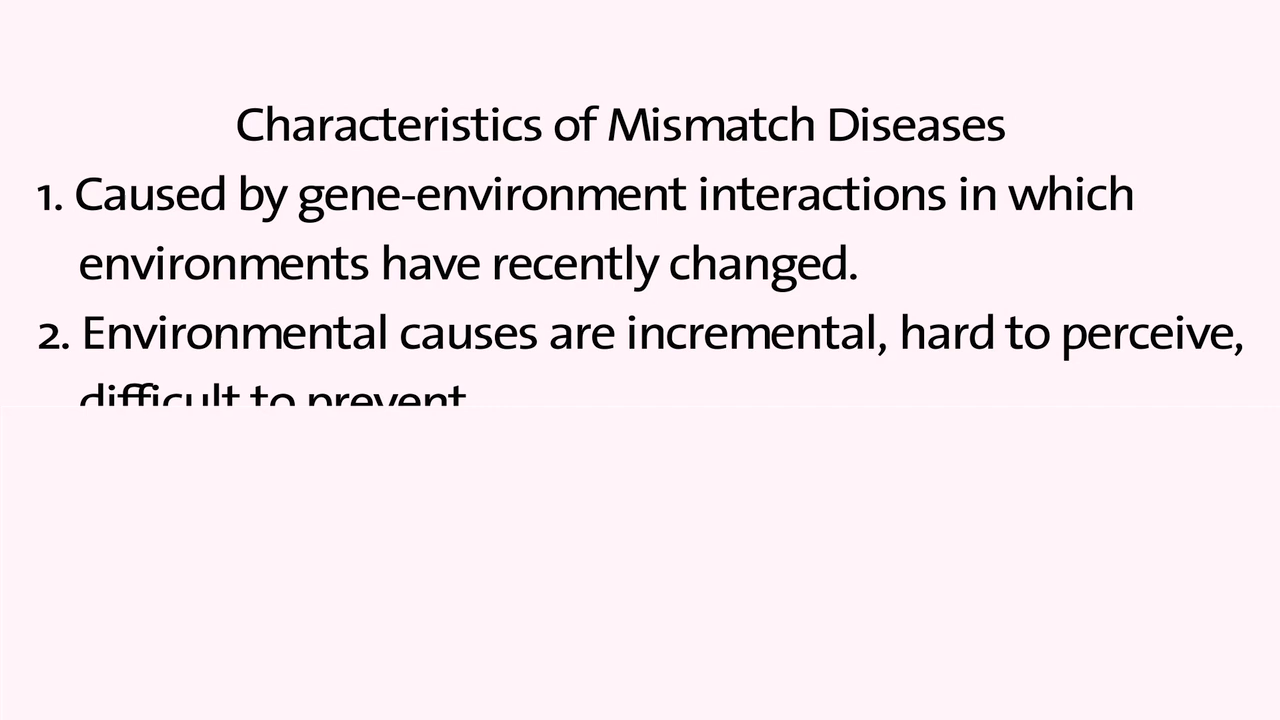 Characteristics of Mismatch Diseases
1. Caused by gene-environment interactions in which
environments have recently changed.
2. Environmental causes are incremental, hard to perceive,
difficult to prevent